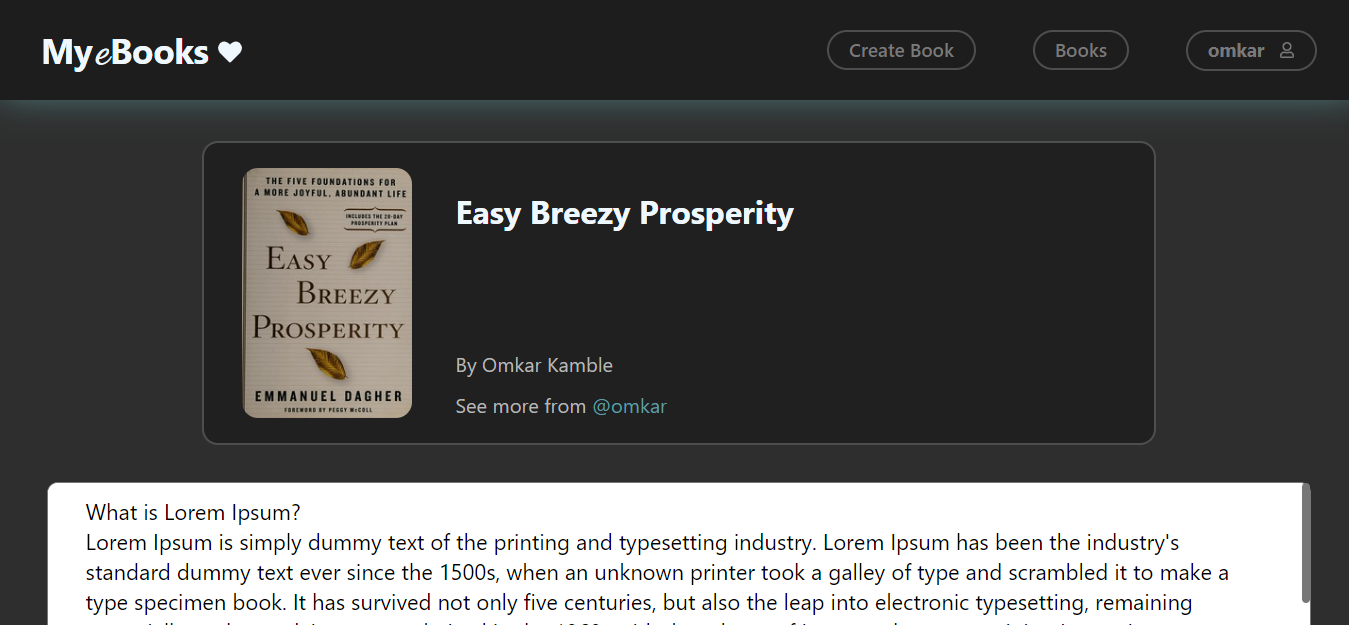 My eBooks
Create Book
Books
omkar
THE FIVE FOUNDATIONS FOR
A MORE JOYFUL, ABUNDANT LIFE
INCLUDES THE 28-DAY
PROSPERITY PLAN
EASY
BREEZY
PROSPERITY
EMMANUEL DAGHER
FOREWORD BY PEGGY McCOLL
Easy Breezy Prosperity
By Omkar Kamble
See more from @omkar
What is Lorem Ipsum?
Lorem Ipsum is simply dummy text of the printing and typesetting industry. Lorem Ipsum has been the industry's
standard dummy text ever since the 1500s, when an unknown printer took a galley of type and scrambled it to make a
type specimen book. It has survived not only five centuries, but also the leap into electronic typesetting, remaining